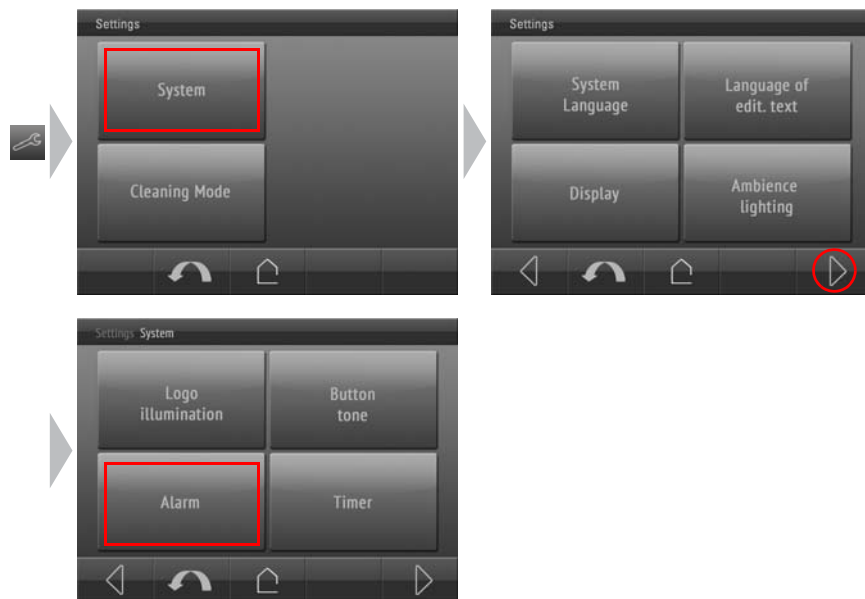 Settings
System
Cleaning Mode
Settings
System
Language
Language of
edit. text
Display
Ambience
lighting
Settings System
Logo
illumination
Button
tone
Alarm
Timer